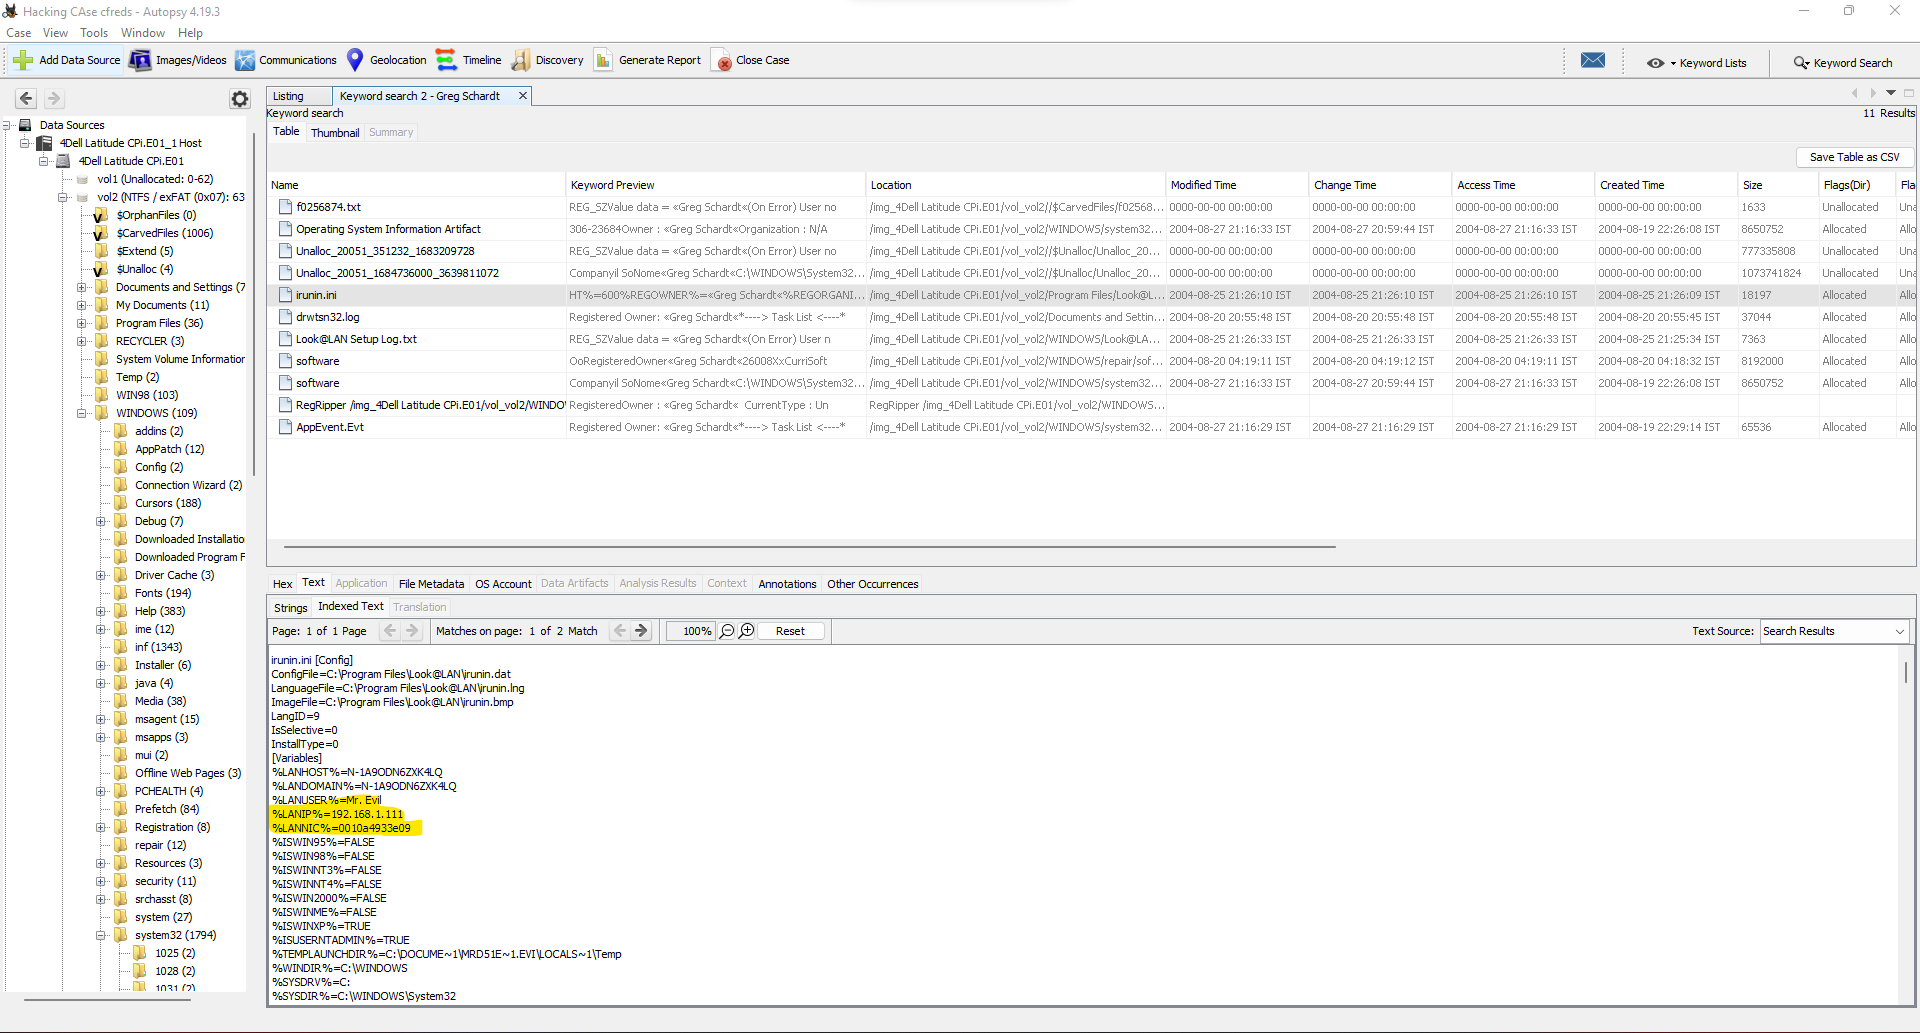 Hacking CAse cfreds - Autopsy 4.19.3
Case View Tools Window Help
Add Data Source Images/Videos Communications Geolocation Timeline Discovery Generate Report Close Case Keyword Lists Keyword Search
Listing Keyword search 2 - Greg Schardt
Keyword search 11 Results
Table Thumbnail Summary
Save Table as CSV
Name Keyword Preview Location Modified Time Change Time Access Time Created Time Size Flags(Dir) Fla
f0256874.txt REG_SZValue data = «Greg Schardt«(On Error) User no /img_4Dell Latitude CPi.E01/vol_vol2//$CarvedFiles/f02568... 0000-00-00 00:00:00 0000-00-00 00:00:00 0000-00-00 00:00:00 0000-00-00 00:00:00 1633 Unallocated Una
Operating System Information Artifact 306-23684Owner : «Greg Schardt«Organization : N/A /img_4Dell Latitude CPi.E01/vol_vol2/WINDOWS/system32... 2004-08-27 21:16:33 IST 2004-08-27 20:59:44 IST 2004-08-27 21:16:33 IST 2004-08-19 22:26:08 IST 8650752 Allocated Allo
Unalloc_20051_351232_1683209728 REG_SZValue data = «Greg Schardt«(On Error) User no /img_4Dell Latitude CPi.E01/vol_vol2//$Unalloc/Unalloc_20... 0000-00-00 00:00:00 0000-00-00 00:00:00 0000-00-00 00:00:00 0000-00-00 00:00:00 777335808 Unallocated Una
Unalloc_20051_1684736000_3639811072 Companyil SoNome«Greg Schardt«C:\WINDOWS\System32... /img_4Dell Latitude CPi.E01/vol_vol2//$Unalloc/Unalloc_20... 0000-00-00 00:00:00 0000-00-00 00:00:00 0000-00-00 00:00:00 0000-00-00 00:00:00 1073741824 Unallocated Una
irunin.ini HT%=600%REGOWNER%=«Greg Schardt«%REGORGANI... /img_4Dell Latitude CPi.E01/vol_vol2/Program Files/Look@L... 2004-08-25 21:26:10 IST 2004-08-25 21:26:10 IST 2004-08-25 21:26:10 IST 2004-08-25 21:26:09 IST 18197 Allocated Allo
drwtsn32.log Registered Owner: «Greg Schardt«*----> Task List <----* /img_4Dell Latitude CPi.E01/vol_vol2/Documents and Settin... 2004-08-20 20:55:48 IST 2004-08-20 20:55:48 IST 2004-08-20 20:55:48 IST 2004-08-20 20:55:45 IST 37044 Allocated Allo
Look@LAN Setup Log.txt REG_SZValue data = «Greg Schardt«(On Error) User n /img_4Dell Latitude CPi.E01/vol_vol2/WINDOWS/Look@LA... 2004-08-25 21:26:10 IST 2004-08-25 21:26:10 IST 2004-08-25 21:26:10 IST 2004-08-25 21:25:34 IST 7363 Allocated Allo
software OoRegisteredOwner«Greg Schardt«26008XxCurriSoft /img_4Dell Latitude CPi.E01/vol_vol2/WINDOWS/repair/sof... 2004-08-20 04:19:11 IST 2004-08-20 04:19:12 IST 2004-08-20 04:19:11 IST 2004-08-20 04:18:32 IST 8192000 Allocated Allo
software Companyil SoNome«Greg Schardt«C:\WINDOWS\System32... /img_4Dell Latitude CPi.E01/vol_vol2/WINDOWS/system32... 2004-08-27 21:16:33 IST 2004-08-27 20:59:44 IST 2004-08-27 21:16:33 IST 2004-08-19 22:26:08 IST 8650752 Allocated Allo
RegRipper /img_4Dell Latitude CPi.E01/vol_vol2/WINDO RegisteredOwner : «Greg Schardt« CurrentType : Un RegRipper /img_4Dell Latitude CPi.E01/vol_vol2/WINDOWS...
AppEvent.Evt Registered Owner: «Greg Schardt«*----> Task List <----* /img_4Dell Latitude CPi.E01/vol_vol2/WINDOWS/system32... 2004-08-27 21:16:29 IST 2004-08-27 21:16:29 IST 2004-08-27 21:16:29 IST 2004-08-19 22:29:14 IST 65536 Allocated Allo
Data Sources
4Dell Latitude CPi.E01_1 Host
4Dell Latitude CPi.E01
vol1 (Unallocated: 0-62)
vol2 (NTFS / exFAT (0x07): 63
$OrphanFiles (0)
$CarvedFiles (1006)
$Extend (5)
$Unalloc (4)
Documents and Settings (7
My Documents (11)
Program Files (36)
RECYCLER (3)
System Volume Information
Temp (2)
WIN98 (103)
WINDOWS (109)
addins (2)
AppPatch (12)
Config (2)
Connection Wizard (2)
Cursors (188)
Debug (7)
Downloaded Installatio
Downloaded Program F
Driver Cache (3)
Fonts (194)
Help (383)
ime (12)
inf (1343)
Installer (6)
java (4)
Media (38)
msagent (15)
msapps (3)
mui (2)
Offline Web Pages (3)
PCHEALTH (4)
Prefetch (84)
Registration (8)
repair (12)
Resources (3)
security (11)
srchasst (8)
system (27)
system32 (1794)
1025 (2)
1028 (2)
1031 (2)
Hex Text Application File Metadata OS Account Data Artifacts Analysis Results Context Annotations Other Occurrences
Strings Indexed Text Translation
Page: 1 of 1 Page Matches on page: 1 of 2 Match 100% Reset Text Source: Search Results
irunin.ini [Config]
ConfigFile=C:\Program Files\Look@LAN\irunin.dat
LanguageFile=C:\Program Files\Look@LAN\irunin.lng
ImageFile=C:\Program Files\Look@LAN\irunin.bmp
LangID=9
IsSelective=0
InstallType=0
[Variables]
%LANHOST%=N-1A9ODN6ZXK4LQ
%LANDOMAIN%=N-1A9ODN6ZXK4LQ
%LANUSER%=Mr. Evil
%LANIP%=192.168.1.111
%LANNIC%=0010a4933e09
%ISWIN95%=FALSE
%ISWIN98%=FALSE
%ISWINNT3%=FALSE
%ISWINNT4%=FALSE
%ISWIN2000%=FALSE
%ISWINME%=FALSE
%ISWINXP%=TRUE
%ISUSERNTADMIN%=TRUE
%TEMPLAUNCHDIR%=C:\DOCUME~1\MRD51E~1.EVI\LOCALS~1\Temp
%WINDIR%=C:\WINDOWS
%SYSDRV%=C:
%SYSDIR%=C:\WINDOWS\System32